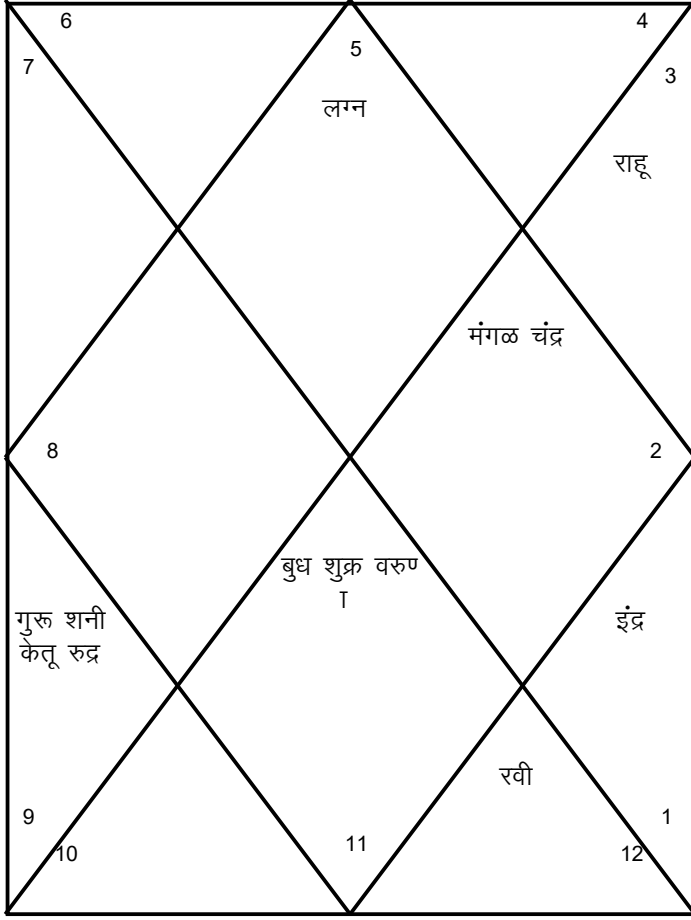 6
5
4
7
3
लग्न
राहू
मंगळ चंद्र
8
2
बुध शुक्र वरुण
गुरू शनी
केतू रुद्र
इंद्र
रवी
9
1
11
10
12